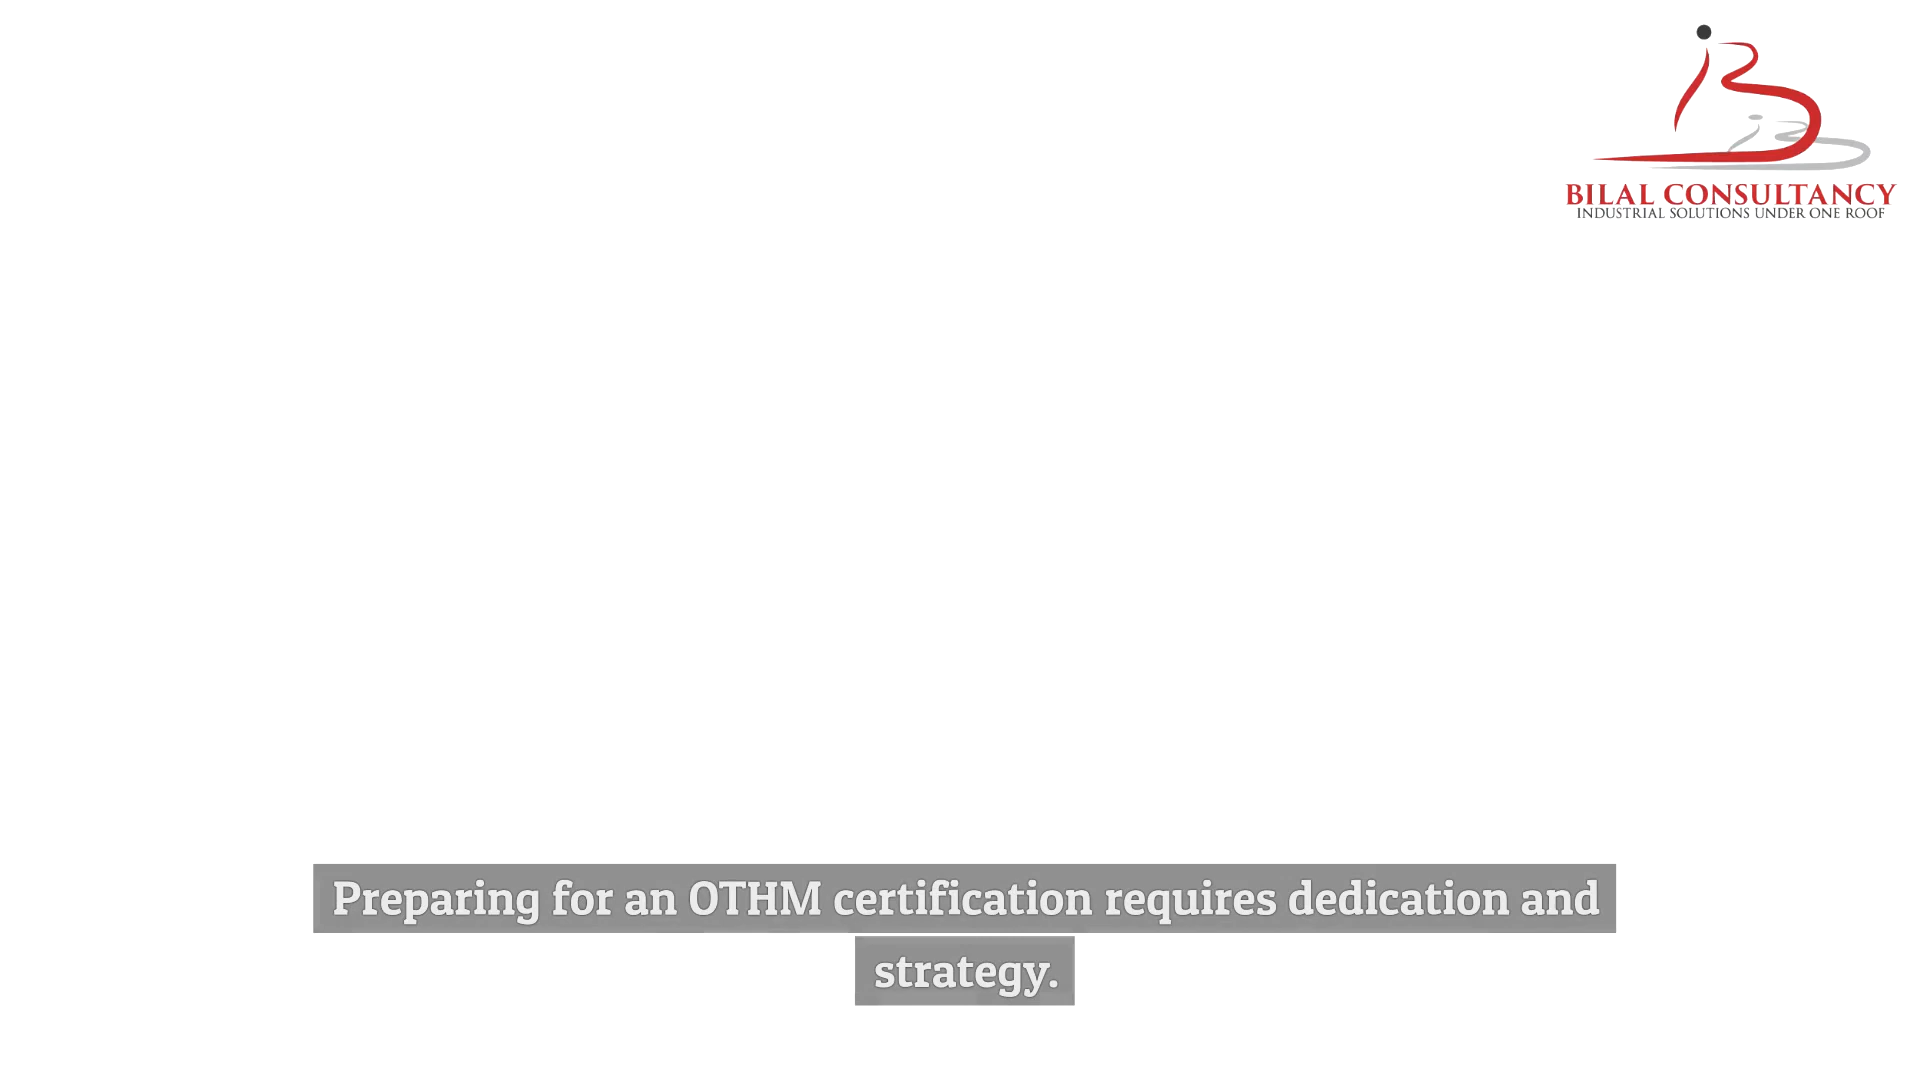 BILAL CONSULTANCY
INDUSTRIAL SOLUTIONS UNDER ONE ROOF
Preparing for an OTHM certification requires dedication and
strategy.